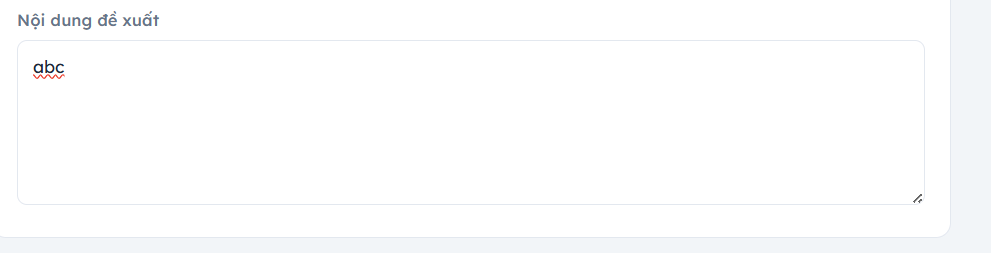 Nội dung đề xuất
abc